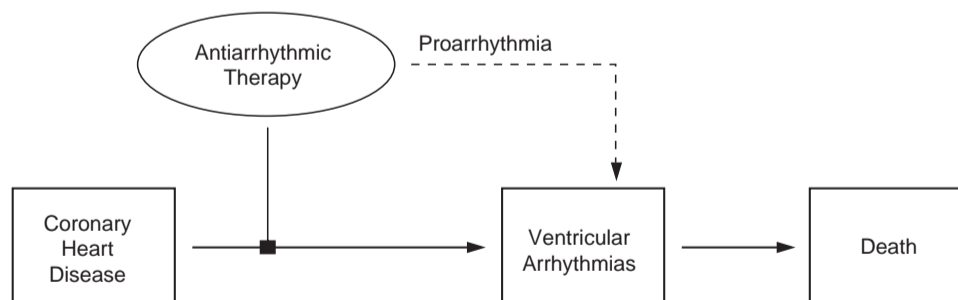 Antiarrhythmic
Therapy
Proarrhythmia
Coronary
Heart
Disease
Ventricular
Arrhythmias
Death